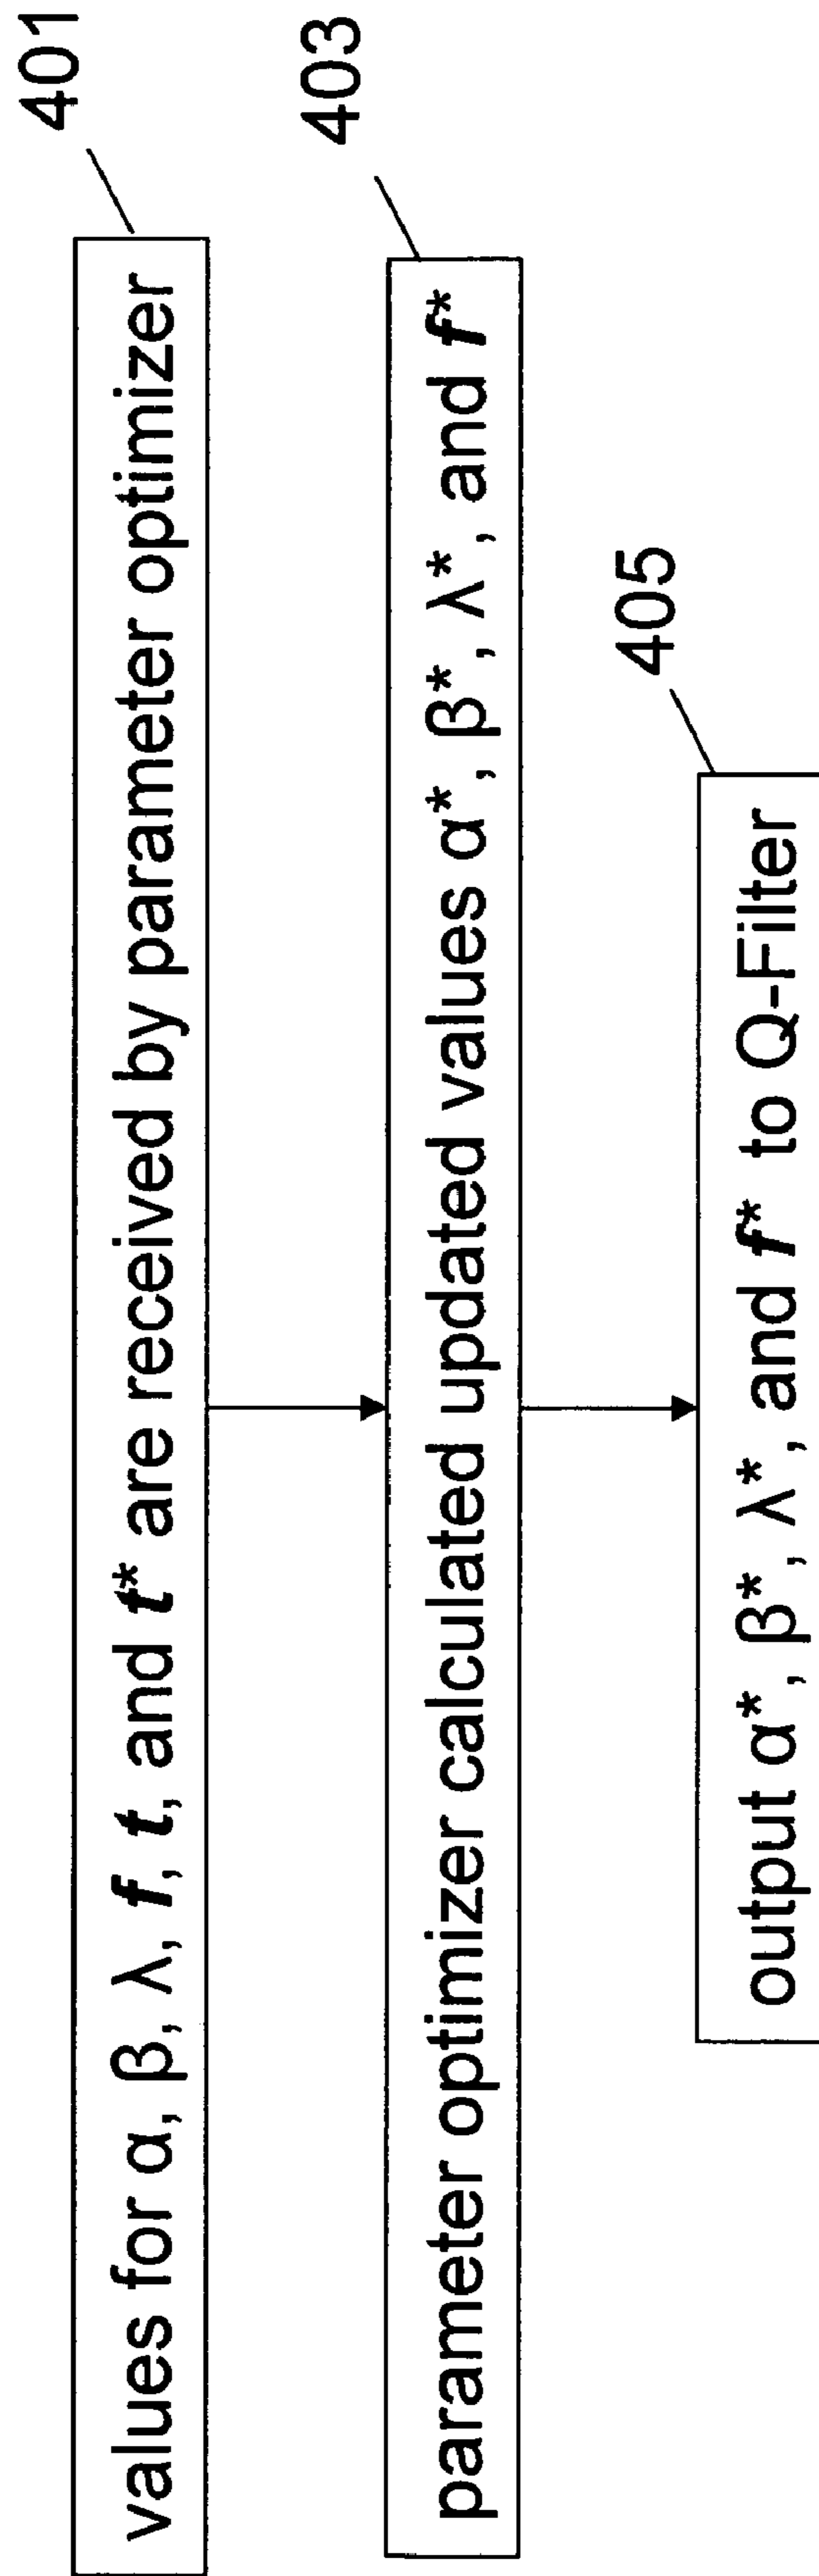 401
values for α, β, λ, f, t, and t* are received by parameter optimizer
403
parameter optimizer calculated updated values α*, β*, λ*, and f*
405
output α*, β*, λ*, and f* to Q-Filter